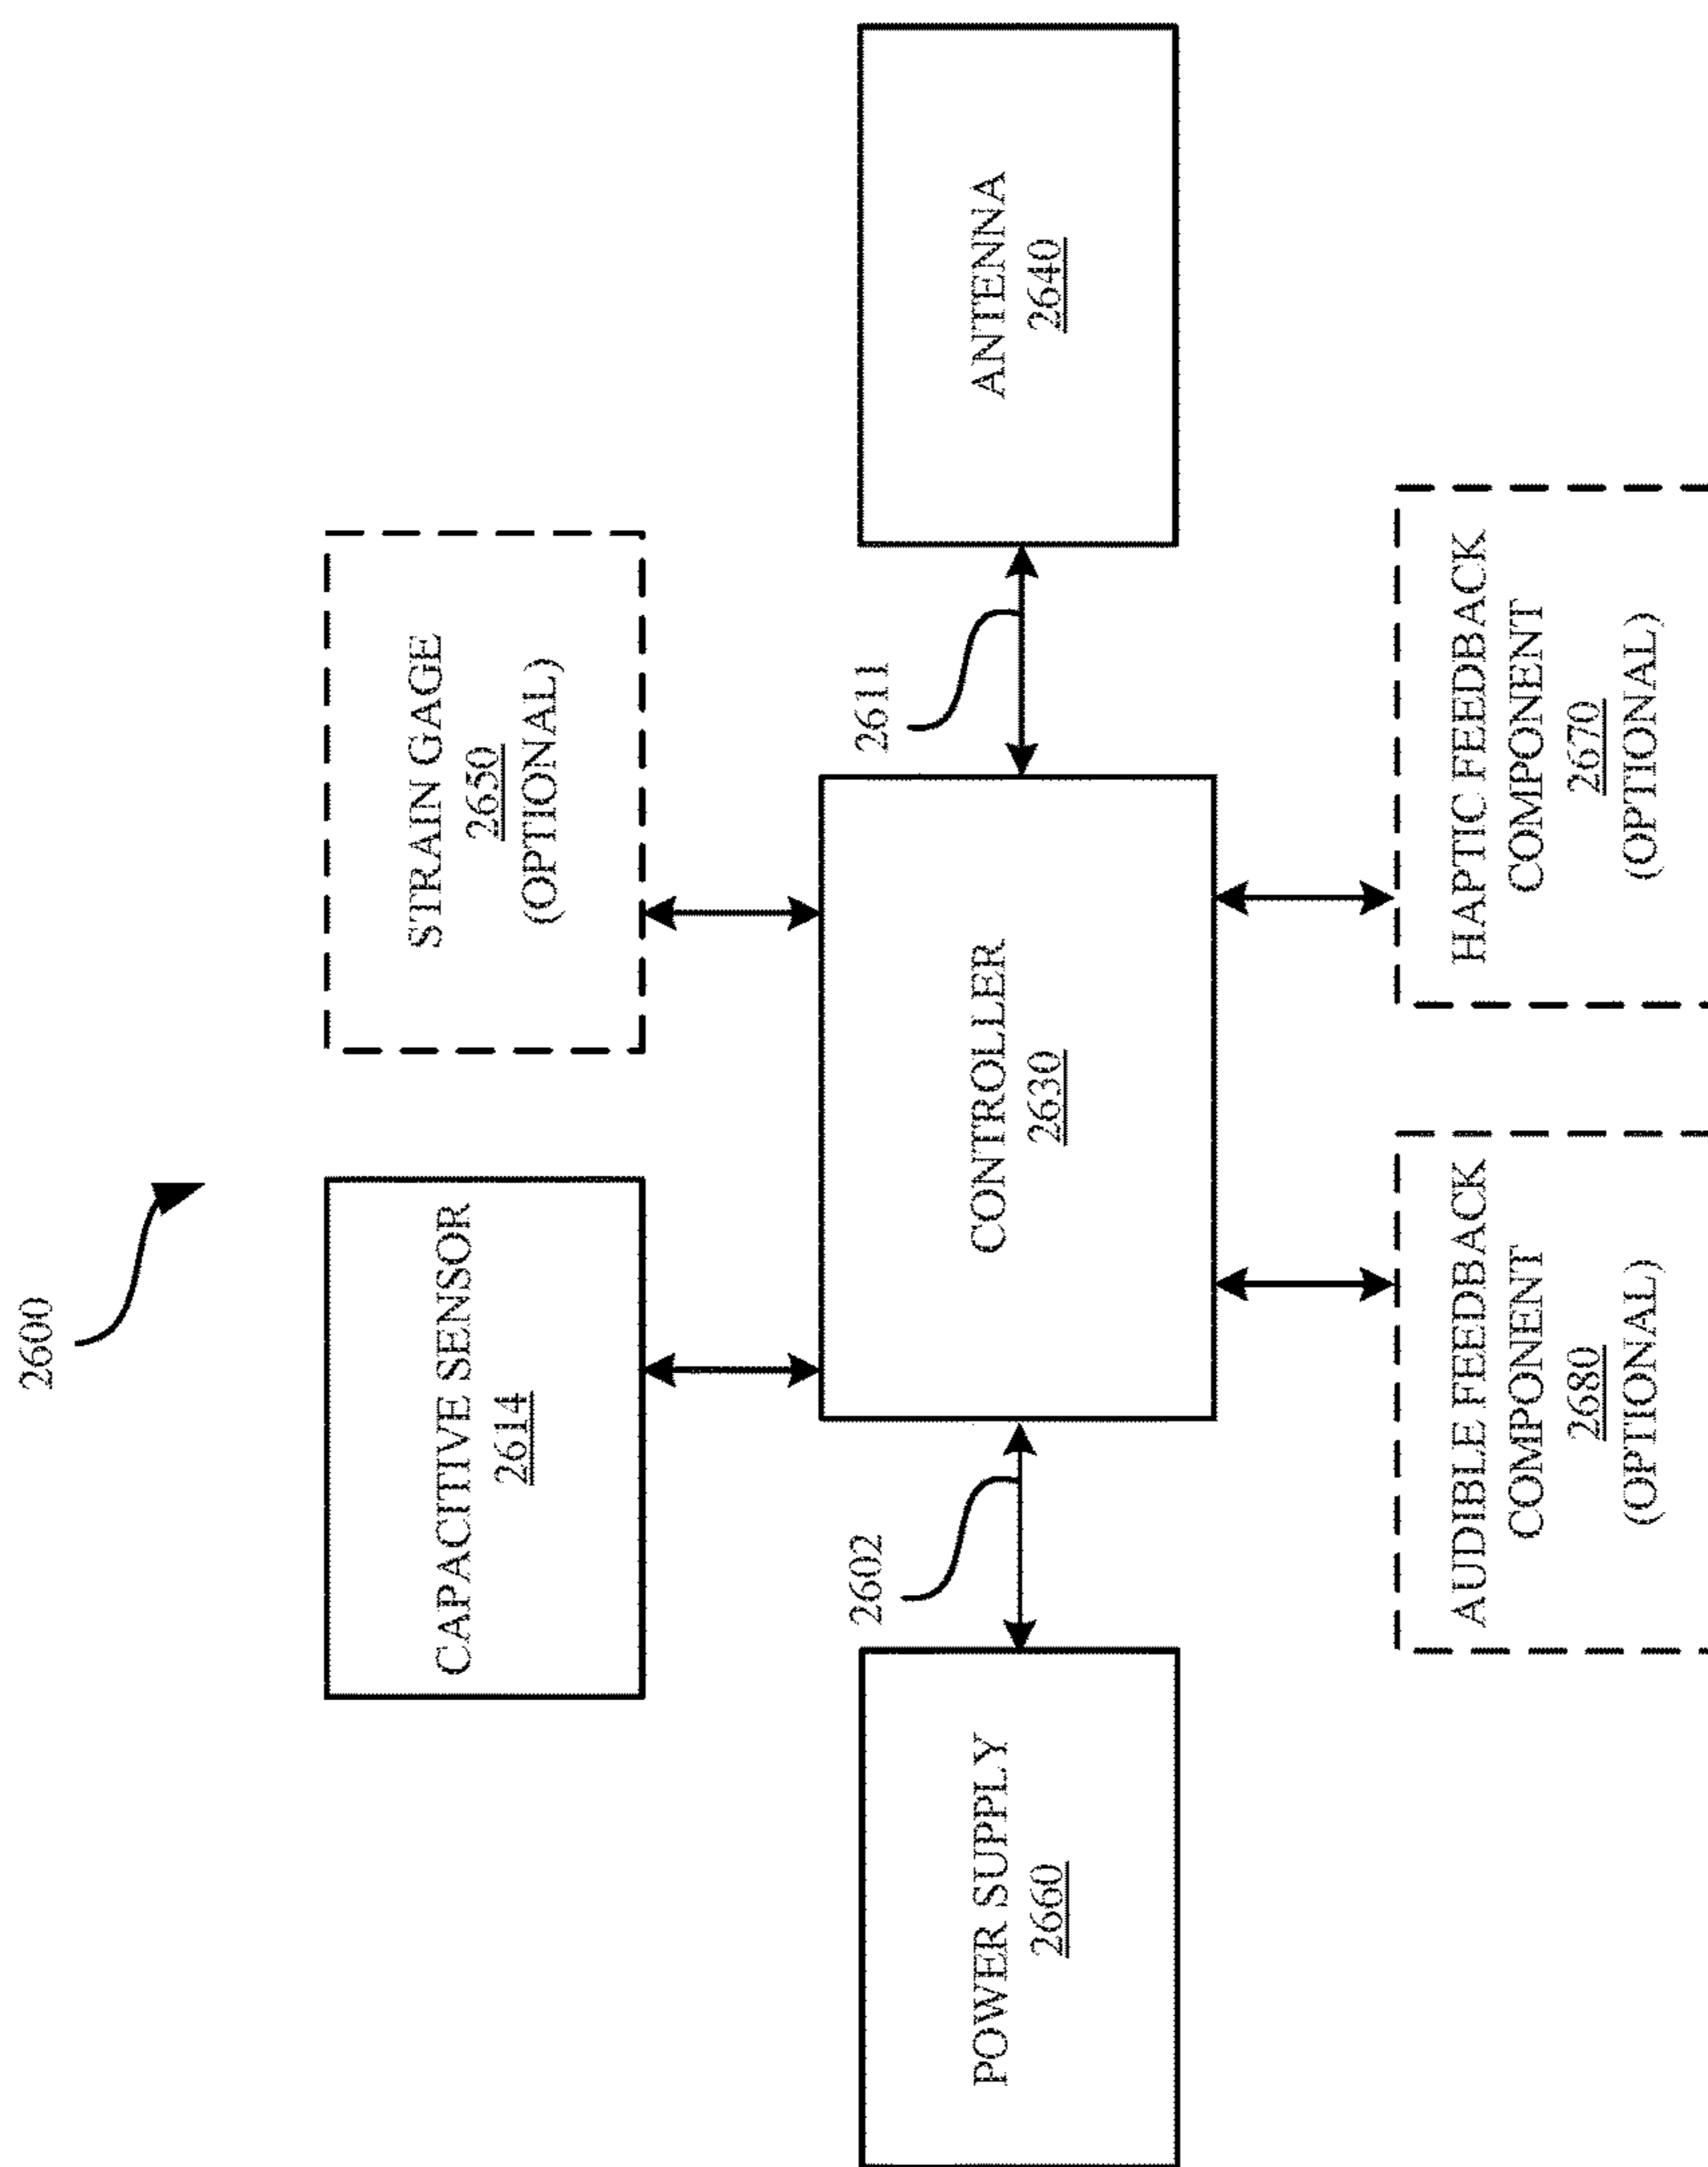 2600
CAPACITIVE SENSOR
2614
STRAIN GAGE
2650
(OPTIONAL)
2602
2611
POWER SUPPLY
2660
CONTROLLER
2630
ANTENNA
2640
AUDIBLE FEEDBACK
COMPONENT
2680
(OPTIONAL)
HAPTIC FEEDBACK
COMPONENT
2670
(OPTIONAL)